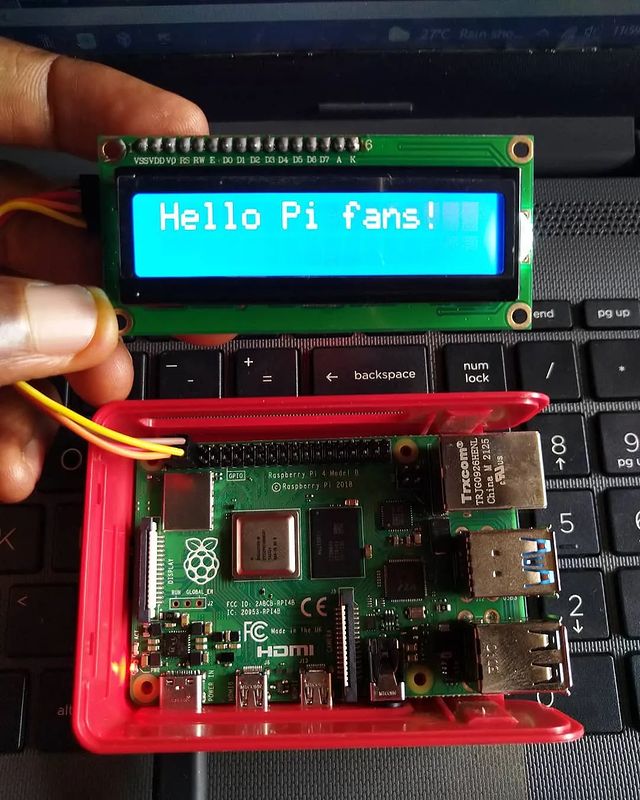 27°C Rain sho...
16
VSS VDD V0 RS RW E D0 D1 D2 D3 D4 D5 D6 D7 A K
Hello Pi fans!
end
pg up
backspace
num
lock
/
*
-
+
=
8
9
5
2
K
<
alt
GPIO
Raspberry Pi 4 Model B
© Raspberry Pi 2018
Trxcom
TRJG0926HENL
China M 2125
DISPLAY
RUN GLOBAL_EN
J2
FCC ID: 2ABCB-RPI4B
IC: 20953-RPI4B
CE
FC
Made in the UK
HDMI
POWER IN
CAMERA